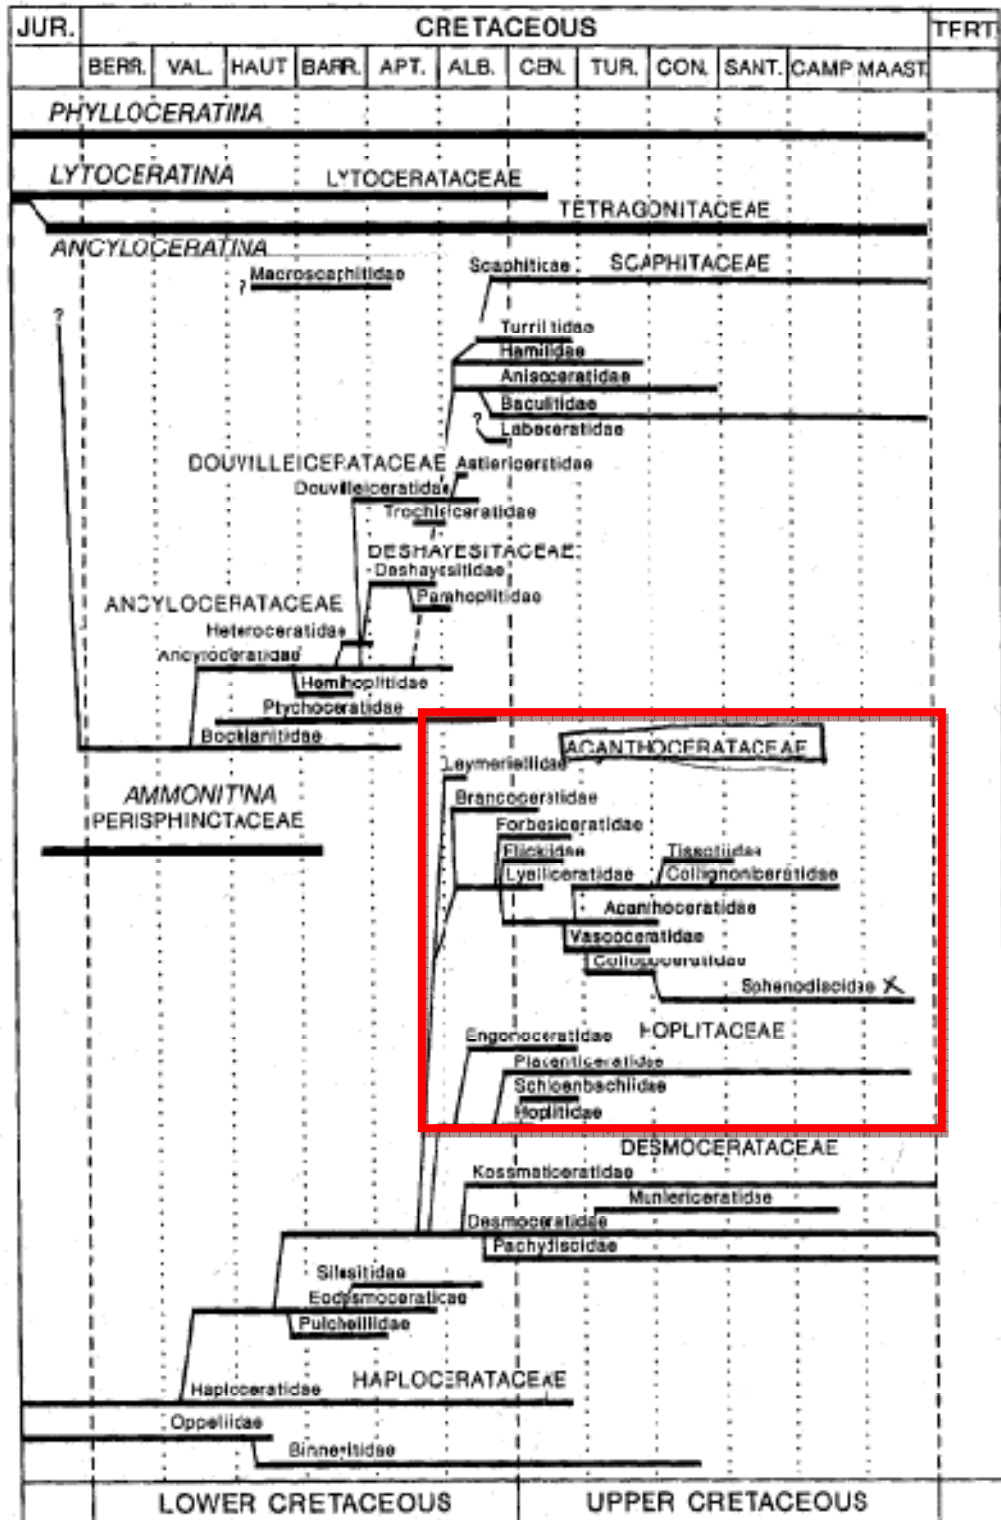 JUR. CRETACEOUS TERT.
BERR. VAL. HAUT BARR. APT. ALB. CEN. TUR. CON. SANT. CAMP MAAST.
PHYLLOCERATINA
LYTOCERATINA LYTOCERATACEAE
TETRAGONITACEAE
ANCYLOCERATINA
Scaphitidae SCAPHITACEAE
Macroscaphitidae
?
?
Turrilitidae
Hamilidae
Anisoceratidae
Baculitidae
?
Labeceratidae
DOUVILLEICERATACEAE Astiericeratidae
Douvilleiceratidae
Trochleiceratidae
DESHAYESITACEAE
Deshayesitidae
Parahoplitidae
ANCYLOCERATACEAE
Heteroceratidae
Ancyloceratidae
Hemihoplitidae
Ptychoceratidae
Bochianitidae
ACANTHOCERATACEAE
Leymeriellidae
AMMONITINA
Brancoceratidae
PERISPHINCTACEAE
Forbesiceratidae
Flickiidae Tissotiidae
Lyelliceratidae Collignoniceratidae
Acanthoceratidae
Vascoceratidae
Coilopoceratidae
Sphenodiscidae X
HOPLITACEAE
Engonoceratidae
Placenticeratidae
Schloenbachiidae
Hoplitidae
DESMOCERATACEAE
Kossmaticeratidae
Muniericeratidae
Desmoceratidae
Pachydiscidae
Silesitidae
Eodesmoceratidae
Pulchelliidae
HAPLOCERATACEAE
Haploceratidae
Oppeliidae
Binneyitidae
LOWER CRETACEOUS UPPER CRETACEOUS